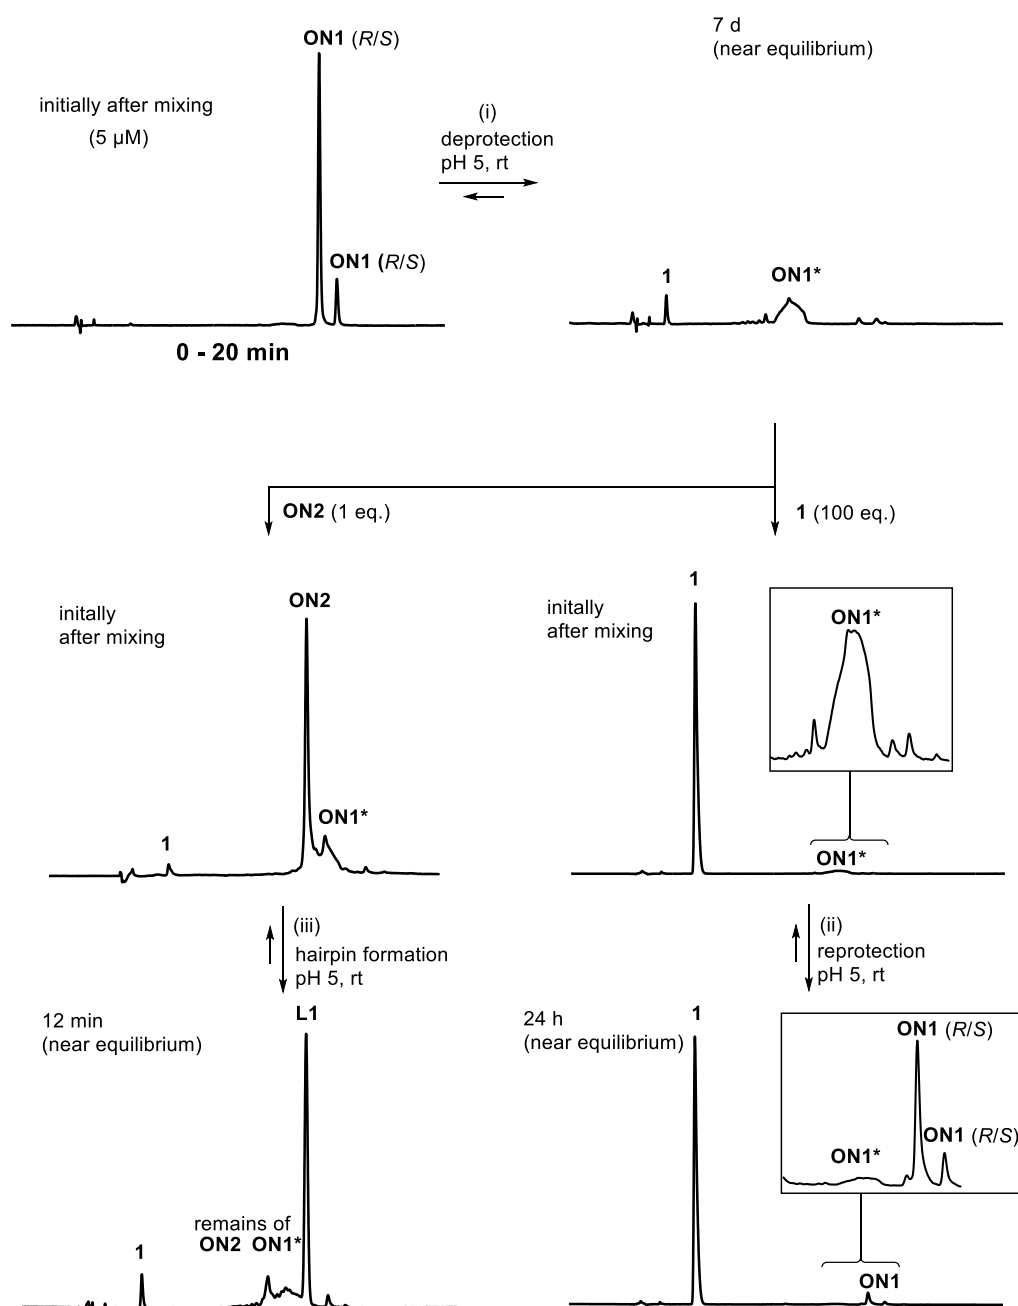 ON1 (R/S)
initially after mixing
(5 µM)
ON1 (R/S)
0 - 20 min
(i)
deprotection
pH 5, rt
7 d
(near equilibrium)
1
ON1*
ON2 (1 eq.)
1 (100 eq.)
initally
after mixing
ON2
1
ON1*
initally
after mixing
1
ON1*
ON1*
(iii)
hairpin formation
pH 5, rt
(ii)
reprotection
pH 5, rt
12 min
(near equilibrium)
L1
1
remains of
ON2 ON1*
24 h
(near equilibrium)
1
ON1 (R/S)
ON1 (R/S)
ON1*
ON1